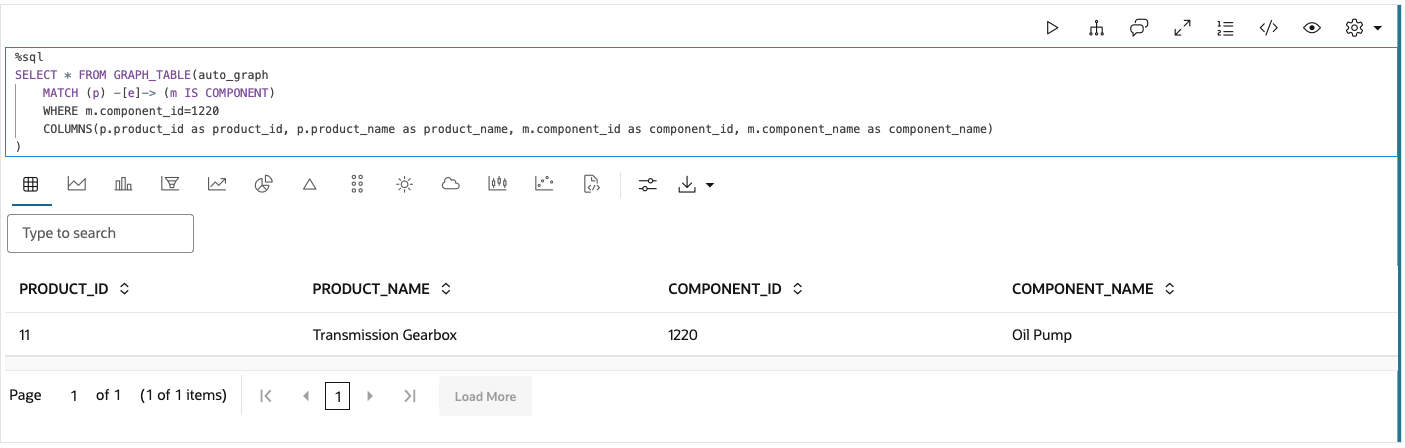 %sql
SELECT * FROM GRAPH_TABLE(auto_graph
MATCH (p) -[e]-> (m IS COMPONENT)
WHERE m.component_id=1220
COLUMNS(p.product_id as product_id, p.product_name as product_name, m.component_id as component_id, m.component_name as component_name)
)
Type to search
PRODUCT_ID PRODUCT_NAME COMPONENT_ID COMPONENT_NAME
11 Transmission Gearbox 1220 Oil Pump
Page 1 of 1 (1 of 1 items) 1 Load More